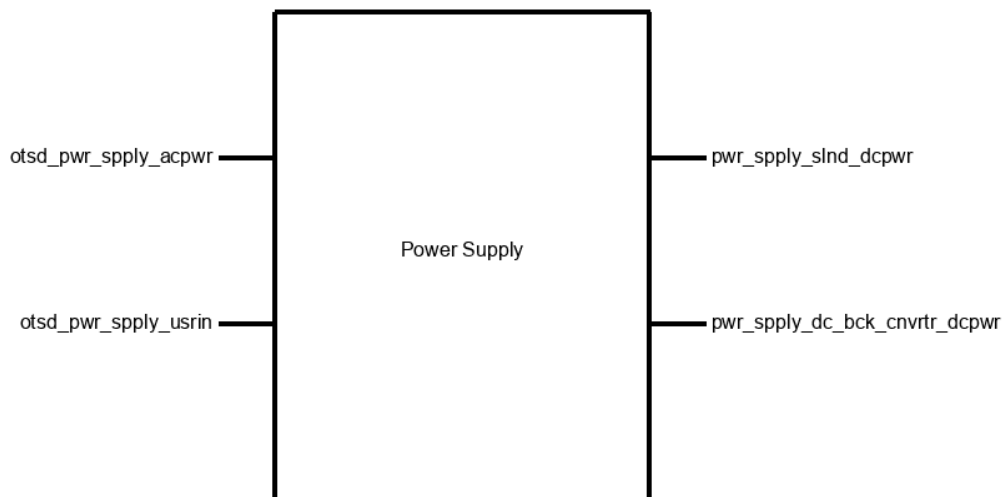 otsd_pwr_spply_acpwr
pwr_spply_slnd_dcpwr
Power Supply
otsd_pwr_spply_usrin
pwr_spply_dc_bck_cnvrtr_dcpwr